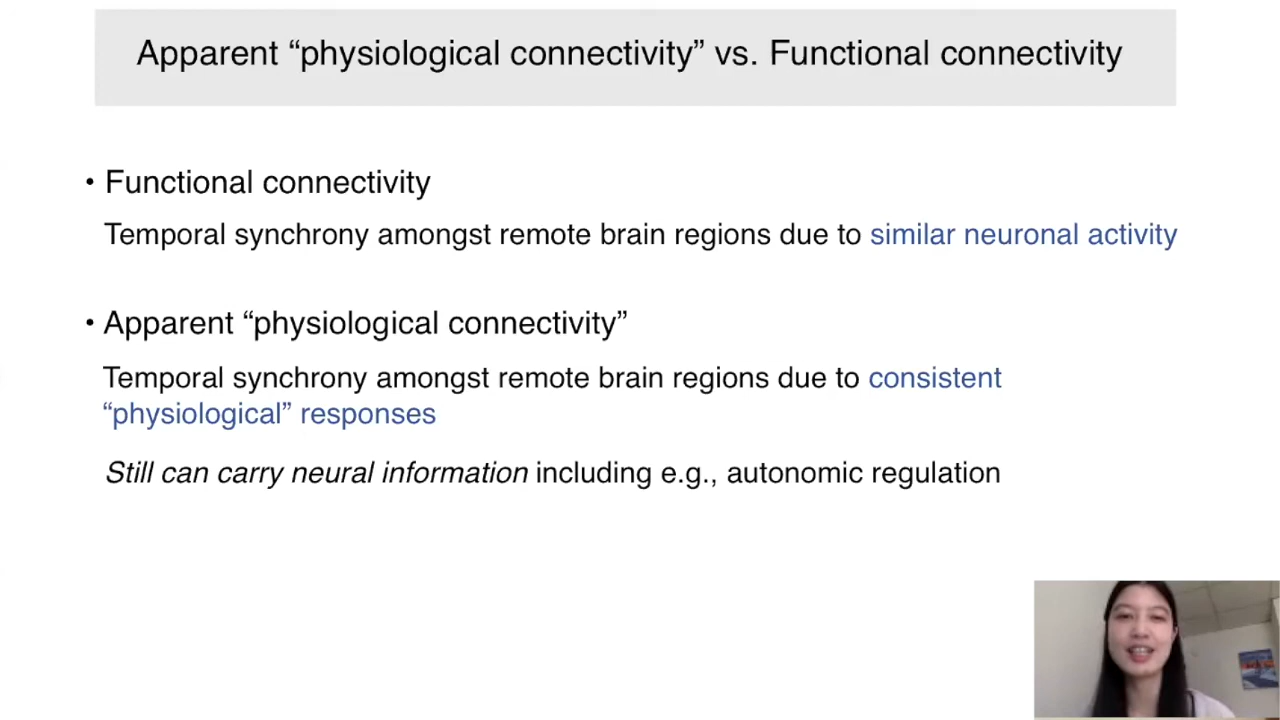 Apparent “physiological connectivity” vs. Functional connectivity
• Functional connectivity
Temporal synchrony amongst remote brain regions due to similar neuronal activity
• Apparent “physiological connectivity”
Temporal synchrony amongst remote brain regions due to consistent
“physiological” responses
Still can carry neural information including e.g., autonomic regulation